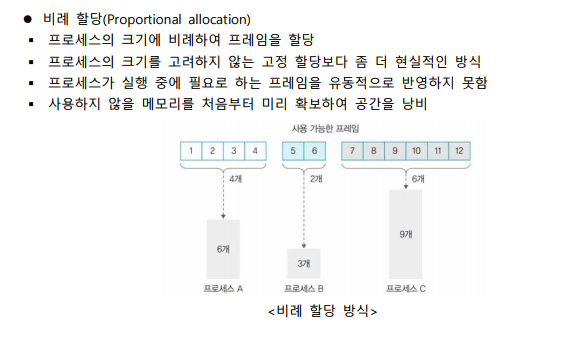 ● 비례 할당(Proportional allocation)
▪ 프로세스의 크기에 비례하여 프레임을 할당
▪ 프로세스의 크기를 고려하지 않는 고정 할당보다 좀 더 현실적인 방식
▪ 프로세스가 실행 중에 필요로 하는 프레임을 유동적으로 반영하지 못함
▪ 사용하지 않을 메모리를 처음부터 미리 확보하여 공간을 낭비
사용 가능한 프레임
1 2 3 4 5 6 7 8 9 10 11 12
4개 2개 6개
6개 3개 9개
프로세스 A 프로세스 B 프로세스 C
<비례 할당 방식>